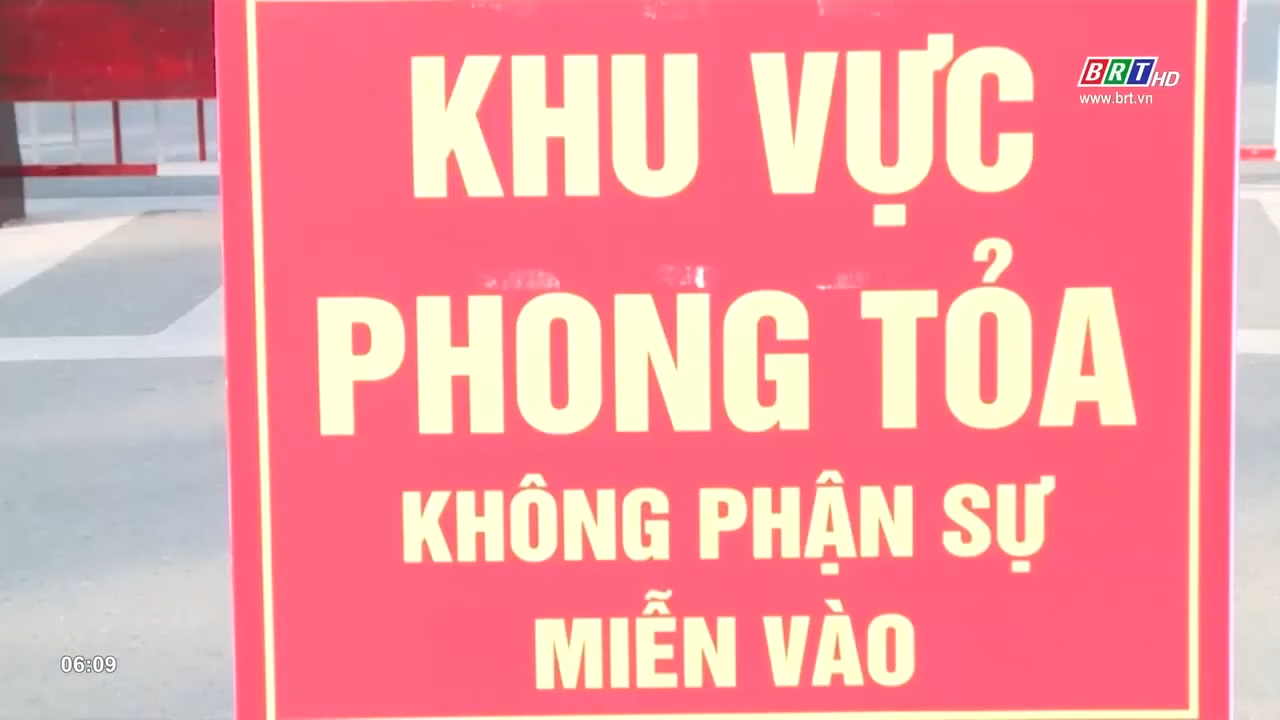 KHU VỰC
PHONG TỎA
KHÔNG PHẬN SỰ
MIỄN VÀO
BRT HD
www.brt.vn
06:09